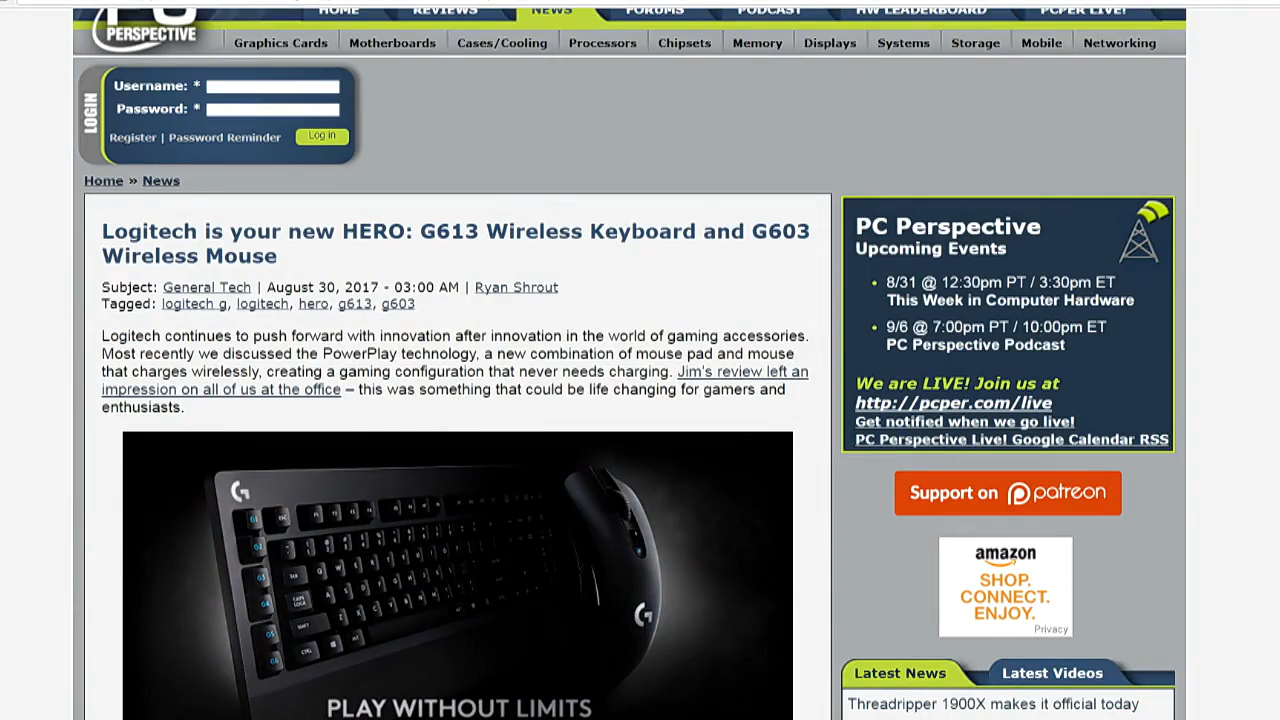 HOME REVIEWS NEWS FORUMS PODCAST HW LEADERBOARD PCPER LIVE!
PC
PERSPECTIVE
Graphics Cards Motherboards Cases/Cooling Processors Chipsets Memory Displays Systems Storage Mobile Networking
LOGIN
Username: *
Password: *
Register | Password Reminder Log in
Home » News
Logitech is your new HERO: G613 Wireless Keyboard and G603
Wireless Mouse
Subject: General Tech | August 30, 2017 - 03:00 AM | Ryan Shrout
Tagged: logitech g, logitech, hero, g613, g603
Logitech continues to push forward with innovation after innovation in the world of gaming accessories.
Most recently we discussed the PowerPlay technology, a new combination of mouse pad and mouse
that charges wirelessly, creating a gaming configuration that never needs charging. Jim's review left an
impression on all of us at the office – this was something that could be life changing for gamers and
enthusiasts.
G1
G2
G3
G4
G5
G6
PLAY WITHOUT LIMITS
PC Perspective
Upcoming Events
• 8/31 @ 12:30pm PT / 3:30pm ET
This Week in Computer Hardware
• 9/6 @ 7:00pm PT / 10:00pm ET
PC Perspective Podcast
We are LIVE! Join us at
http://pcper.com/live
Get notified when we go live!
PC Perspective Live! Google Calendar RSS
Support on patreon
amazon
SHOP.
CONNECT.
ENJOY.
Privacy
Latest News Latest Videos
Threadripper 1900X makes it official today